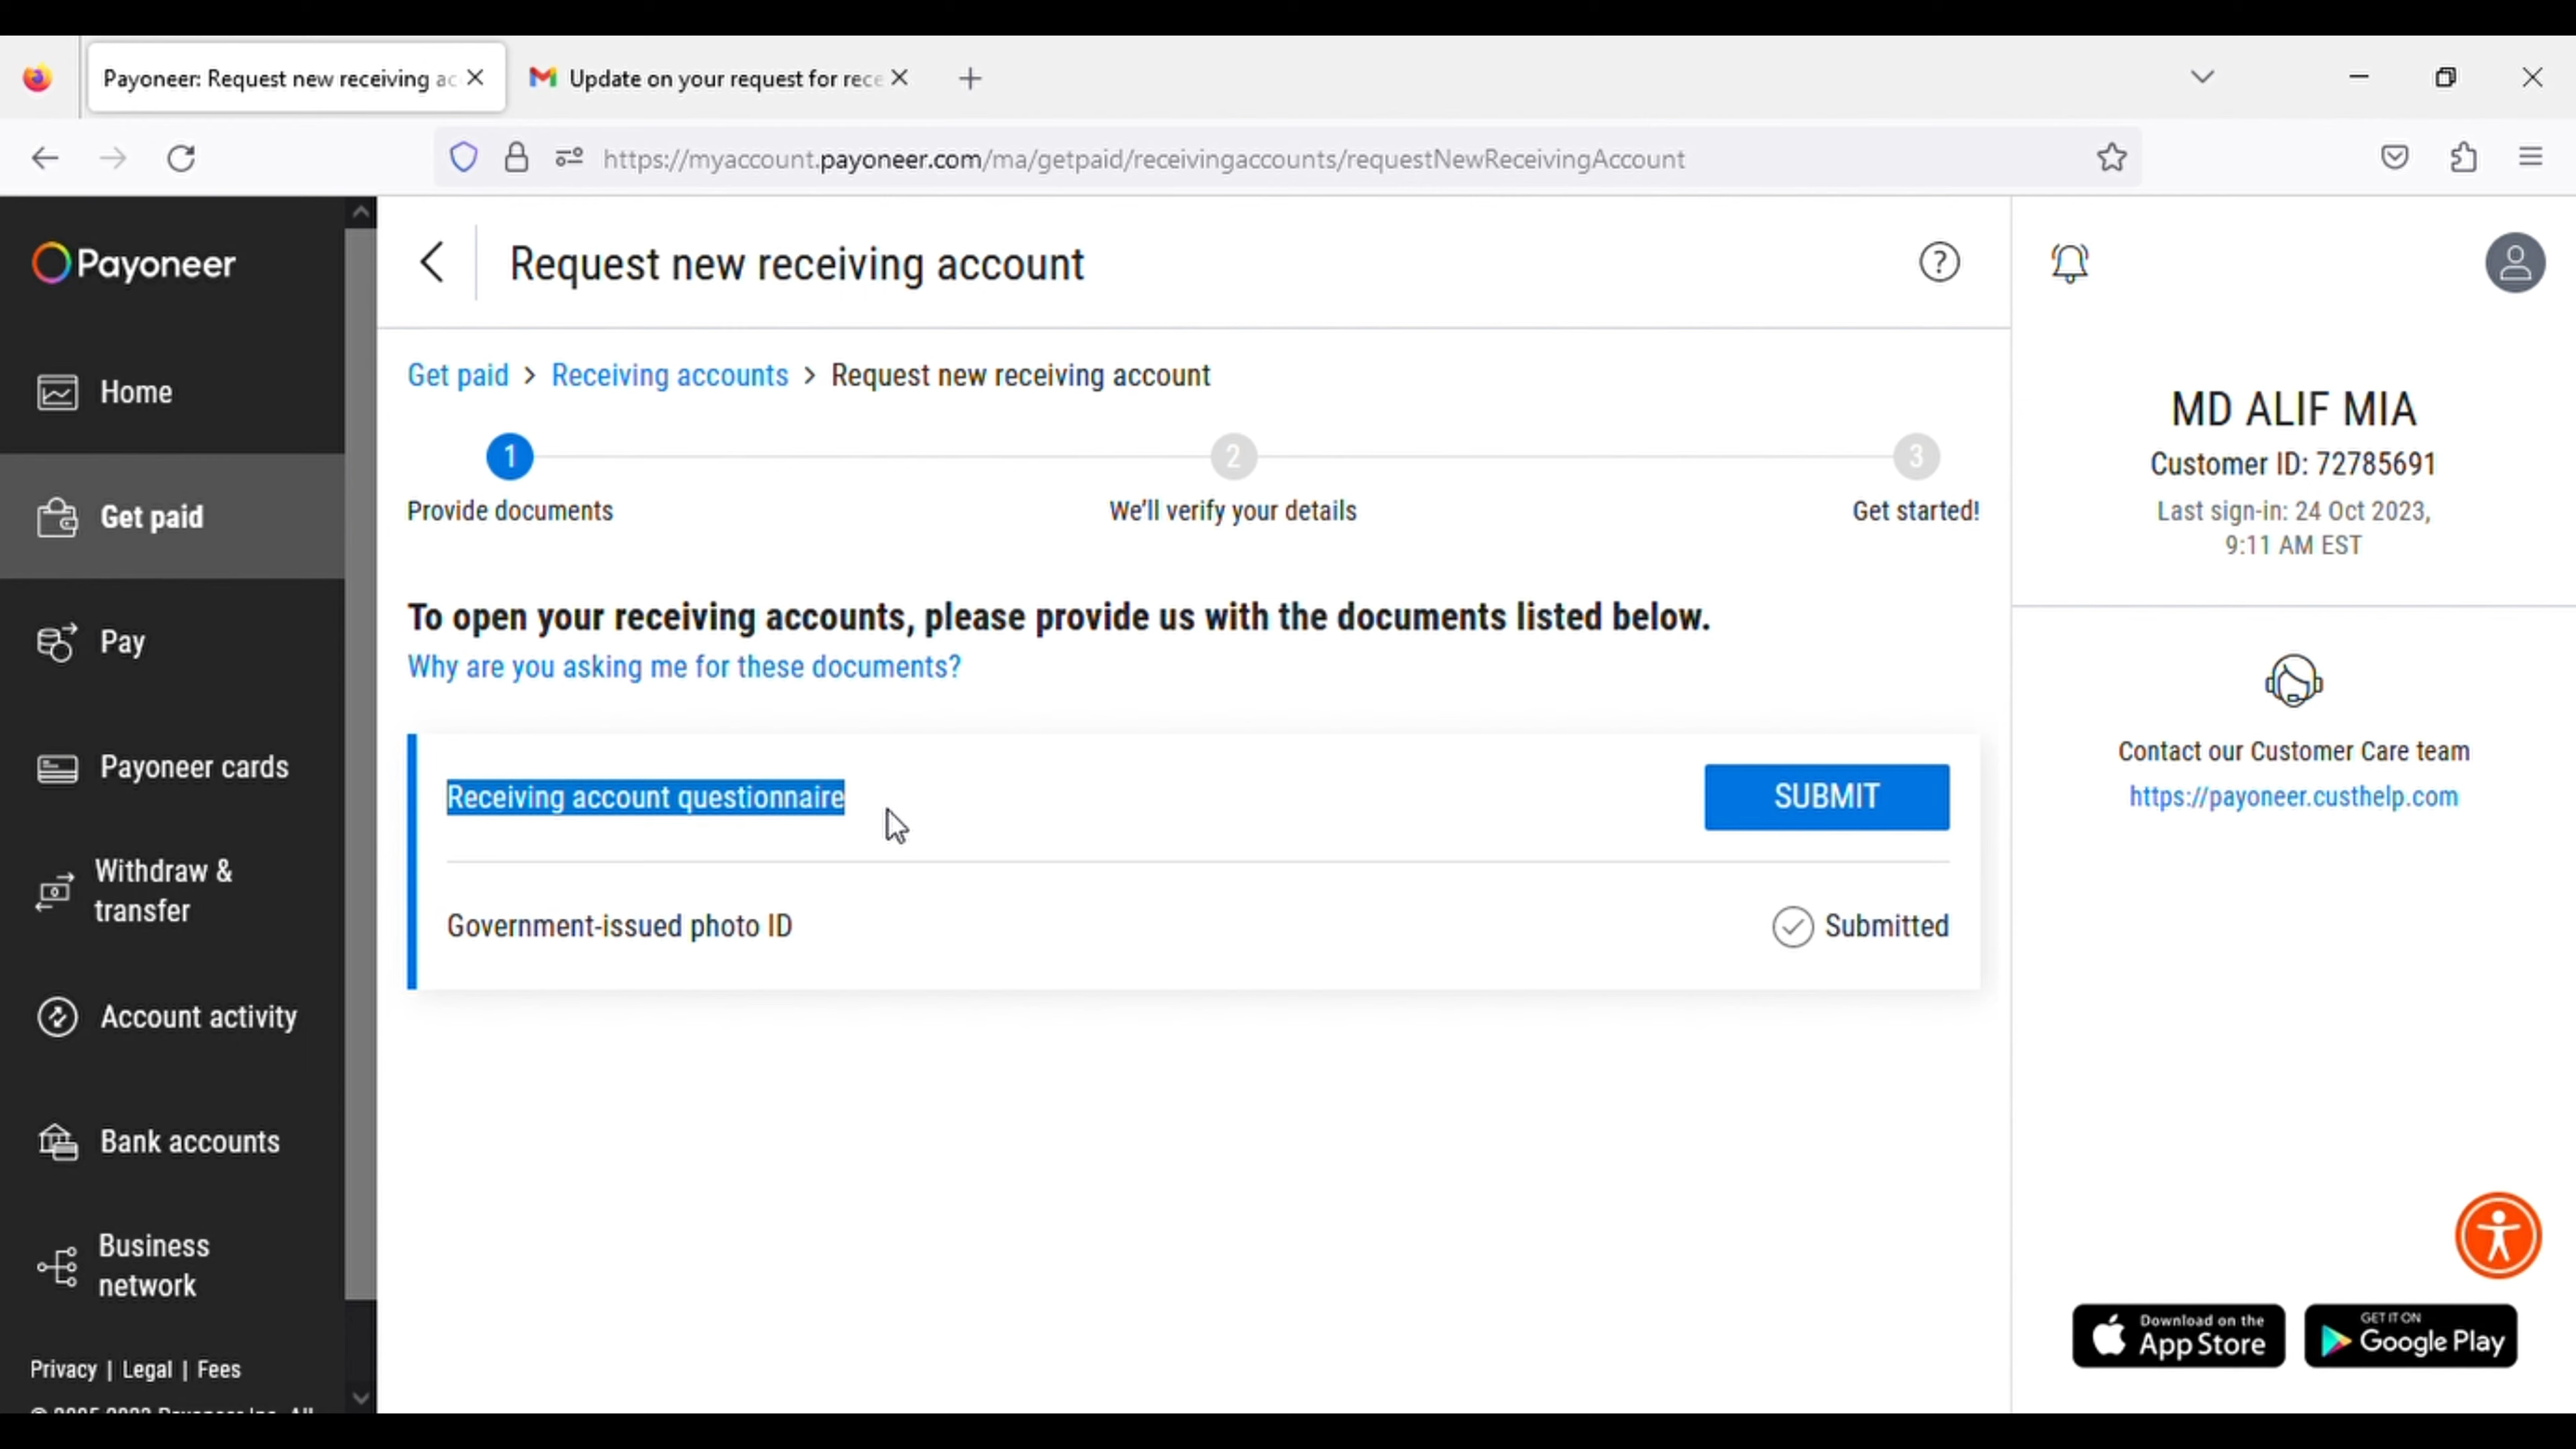 Payoneer: Request new receiving ac
Update on your request for rece
https://myaccount.payoneer.com/ma/getpaid/receivingaccounts/requestNewReceivingAccount
Payoneer
Home
Get paid
Pay
Payoneer cards
Withdraw &
transfer
Account activity
Bank accounts
Business
network
Privacy | Legal | Fees
Request new receiving account
?
Get paid > Receiving accounts > Request new receiving account
1
2
3
Provide documents
We'll verify your details
Get started!
To open your receiving accounts, please provide us with the documents listed below.
Why are you asking me for these documents?
Receiving account questionnaire
SUBMIT
Government-issued photo ID
Submitted
MD ALIF MIA
Customer ID: 72785691
Last sign-in: 24 Oct 2023,
9:11 AM EST
Contact our Customer Care team
https://payoneer.custhelp.com
Download on the
App Store
GET IT ON
Google Play